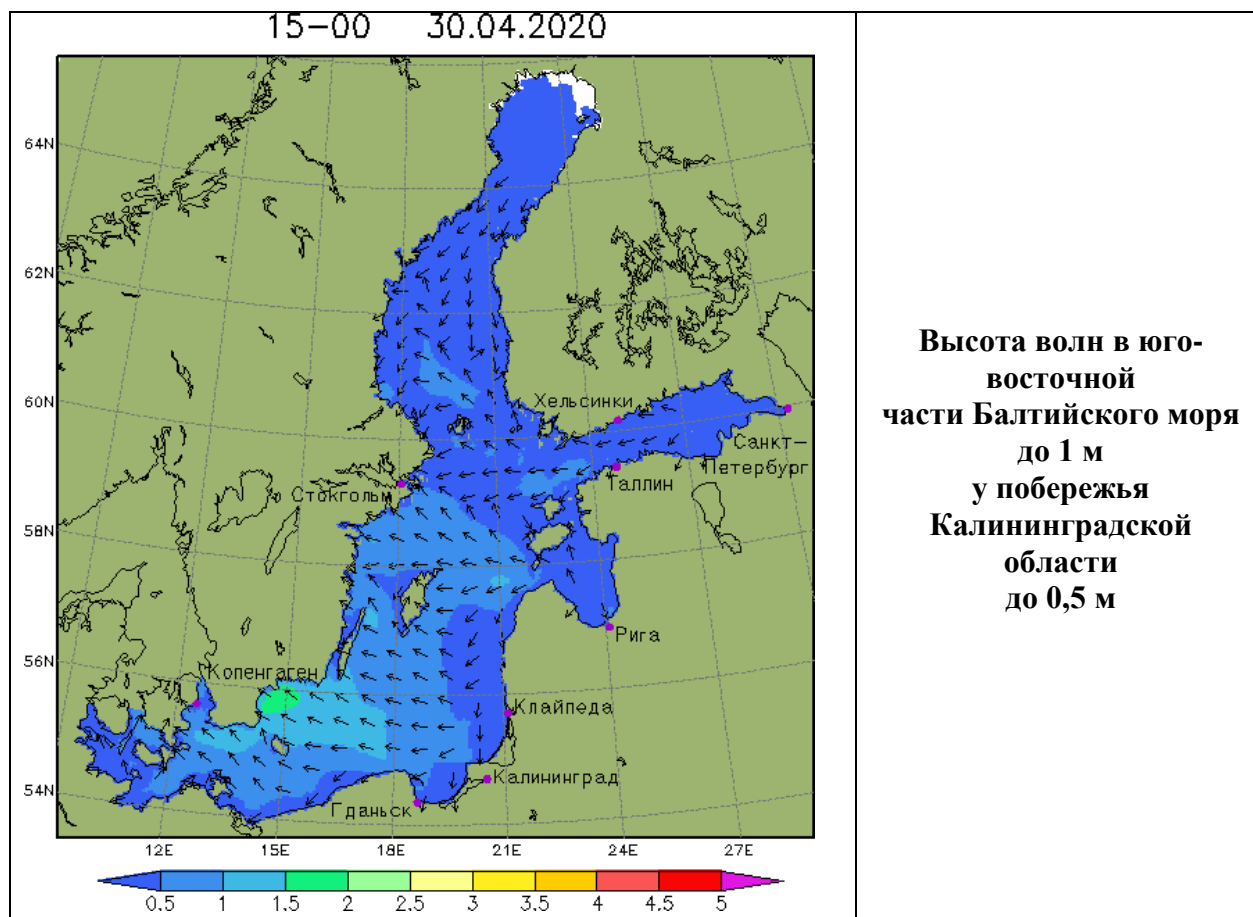 15-00 30.04.2020
64N
62N
60N
58N
56N
54N
Хельсинки
Санкт-
Петербург
Таллин
Стокгольм
Рига
Копенгаген
Клайпеда
Калининград
Гданьск
12E 15E 18E 21E 24E 27E
0.5 1 1.5 2 2.5 3 3.5 4 4.5 5
Высота волн в юго-
восточной
части Балтийского моря
до 1 м
у побережья
Калининградской
области
до 0,5 м